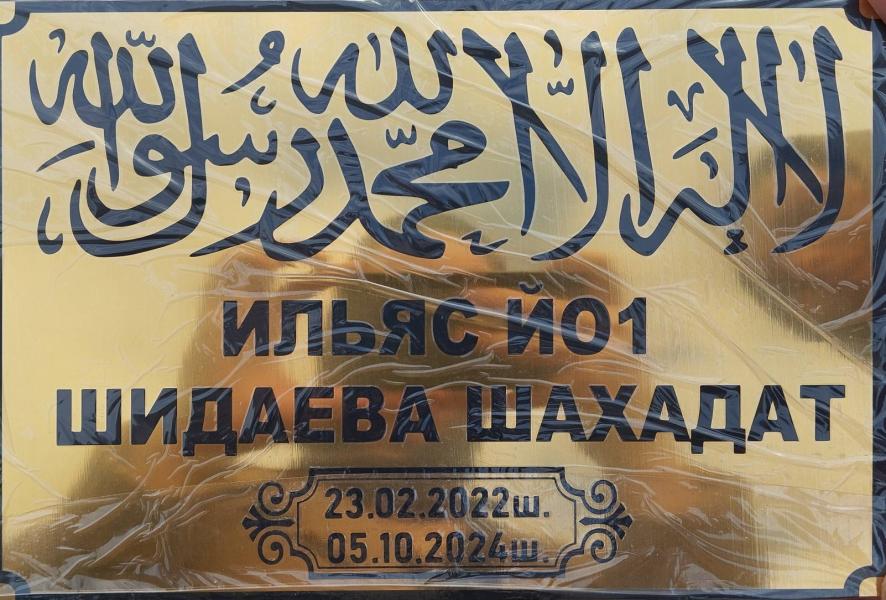 لا إله إلا الله محمد رسول الله
ИЛЬЯС ЙО1
ШИДАЕВА ШАХАДАТ
23.02.2022ш.
05.10.2024ш.